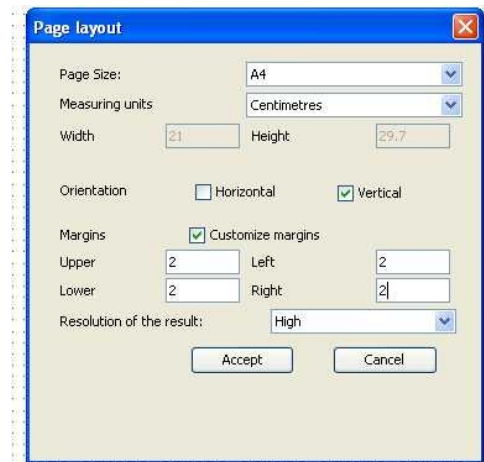 Page layout
Page Size: A4
Measuring units Centimetres
Width 21 Height 29.7
Orientation Horizontal Vertical
Margins Customize margins
Upper 2 Left 2
Lower 2 Right 2
Resolution of the result: High
Accept Cancel